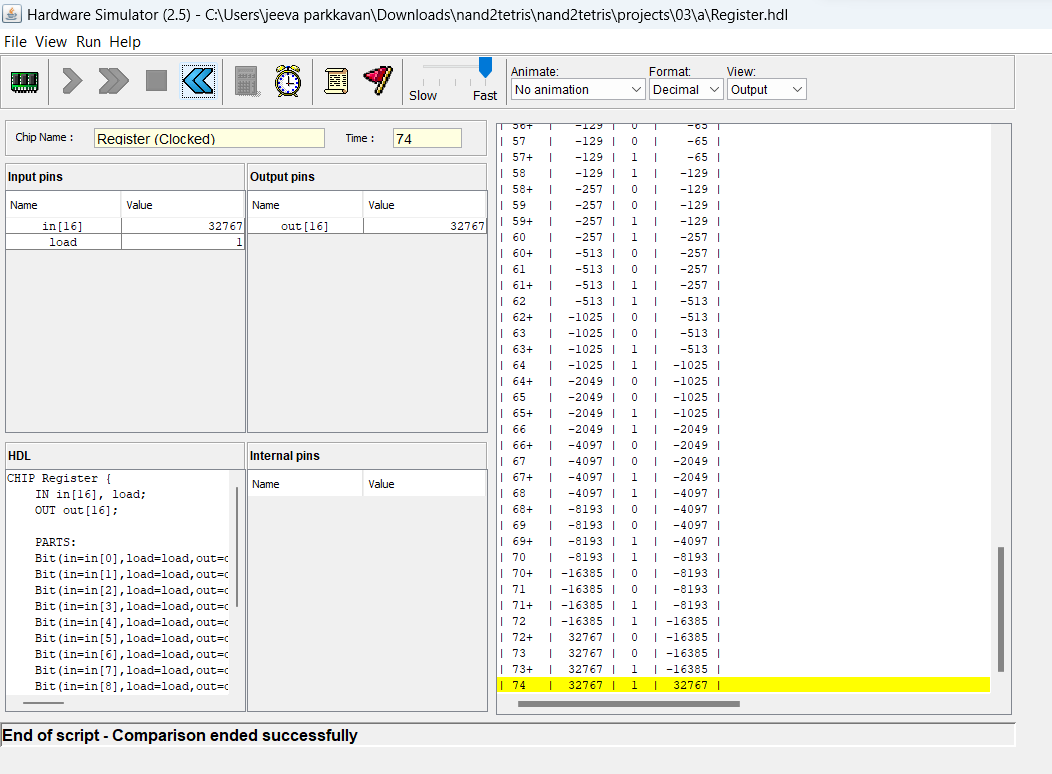 Hardware Simulator (2.5) - C:\Users\jeeva parkkavan\Downloads\nand2tetris\nand2tetris\projects\03\a\Register.hdl
File View Run Help
Slow Fast
Animate: Format: View:
No animation Decimal Output
Chip Name : Register (Clocked) Time : 74
Input pins
Name Value
in[16] 32767
load 1
Output pins
Name Value
out[16] 32767
HDL
CHIP Register {
IN in[16], load;
OUT out[16];
PARTS:
Bit(in=in[0],load=load,out=o
Bit(in=in[1],load=load,out=o
Bit(in=in[2],load=load,out=o
Bit(in=in[3],load=load,out=o
Bit(in=in[4],load=load,out=o
Bit(in=in[5],load=load,out=o
Bit(in=in[6],load=load,out=o
Bit(in=in[7],load=load,out=o
Bit(in=in[8],load=load,out=o
Internal pins
Name Value
| 56+ | -129 | 0 | -65 |
| 57 | -129 | 0 | -65 |
| 57+ | -129 | 1 | -65 |
| 58 | -129 | 1 | -129 |
| 58+ | -257 | 0 | -129 |
| 59 | -257 | 0 | -129 |
| 59+ | -257 | 1 | -129 |
| 60 | -257 | 1 | -257 |
| 60+ | -513 | 0 | -257 |
| 61 | -513 | 0 | -257 |
| 61+ | -513 | 1 | -257 |
| 62 | -513 | 1 | -513 |
| 62+ | -1025 | 0 | -513 |
| 63 | -1025 | 0 | -513 |
| 63+ | -1025 | 1 | -513 |
| 64 | -1025 | 1 | -1025 |
| 64+ | -2049 | 0 | -1025 |
| 65 | -2049 | 0 | -1025 |
| 65+ | -2049 | 1 | -1025 |
| 66 | -2049 | 1 | -2049 |
| 66+ | -4097 | 0 | -2049 |
| 67 | -4097 | 0 | -2049 |
| 67+ | -4097 | 1 | -2049 |
| 68 | -4097 | 1 | -4097 |
| 68+ | -8193 | 0 | -4097 |
| 69 | -8193 | 0 | -4097 |
| 69+ | -8193 | 1 | -4097 |
| 70 | -8193 | 1 | -8193 |
| 70+ | -16385 | 0 | -8193 |
| 71 | -16385 | 0 | -8193 |
| 71+ | -16385 | 1 | -8193 |
| 72 | -16385 | 1 | -16385 |
| 72+ | 32767 | 0 | -16385 |
| 73 | 32767 | 0 | -16385 |
| 73+ | 32767 | 1 | -16385 |
| 74 | 32767 | 1 | 32767 |
End of script - Comparison ended successfully